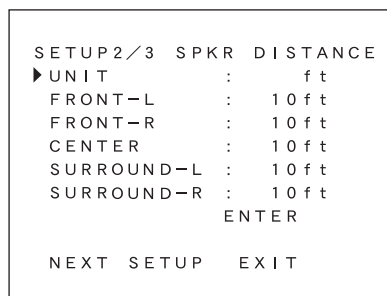 SETUP2/3 SPKR DISTANCE
▶UNIT : ft
FRONT-L : 10ft
FRONT-R : 10ft
CENTER : 10ft
SURROUND-L : 10ft
SURROUND-R : 10ft
ENTER
NEXT SETUP EXIT